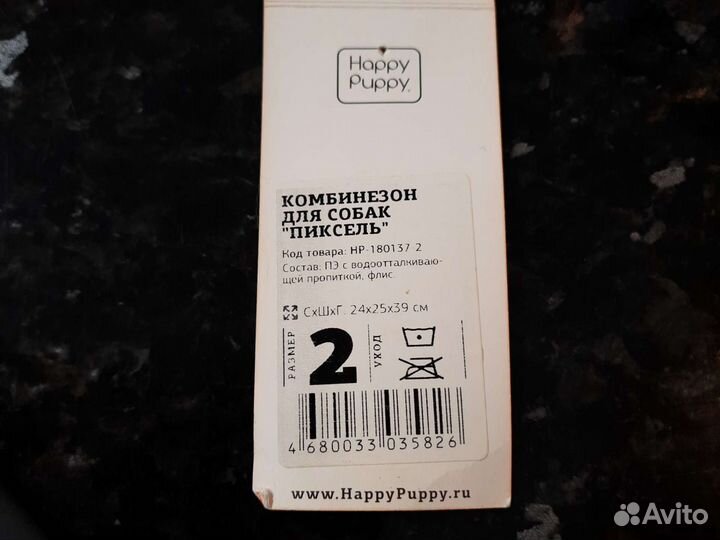 Happy
Puppy
КОМБИНЕЗОН
ДЛЯ СОБАК
"ПИКСЕЛЬ"
Код товара: HP-180137-2
Состав: ПЭ с водоотталкиваю-
щей пропиткой, флис.
СхШхГ: 24x25x39 см
РАЗМЕР
2
УХОД
4 680033 035826
www.HappyPuppy.ru
Avito